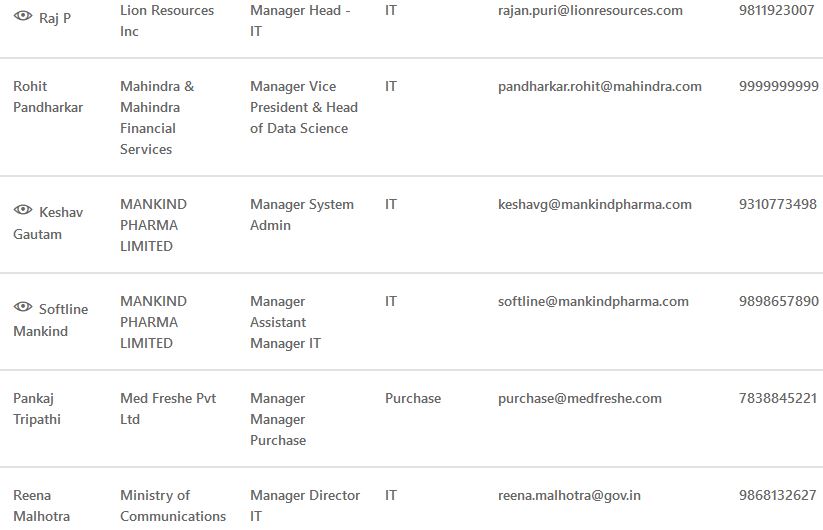 Raj P
Lion Resources
Inc
Manager Head -
IT
IT
rajan.puri@lionresources.com
9811923007
Rohit
Pandharkar
Mahindra &
Mahindra
Financial
Services
Manager Vice
President & Head
of Data Science
IT
pandharkar.rohit@mahindra.com
9999999999
Keshav
Gautam
MANKIND
PHARMA
LIMITED
Manager System
Admin
IT
keshavg@mankindpharma.com
9310773498
Softline
Mankind
MANKIND
PHARMA
LIMITED
Manager
Assistant
Manager IT
IT
softline@mankindpharma.com
9898657890
Pankaj
Tripathi
Med Freshe Pvt
Ltd
Manager
Manager
Purchase
Purchase
purchase@medfreshe.com
7838845221
Reena
Malhotra
Ministry of
Communications
Manager Director
IT
IT
reena.malhotra@gov.in
9868132627